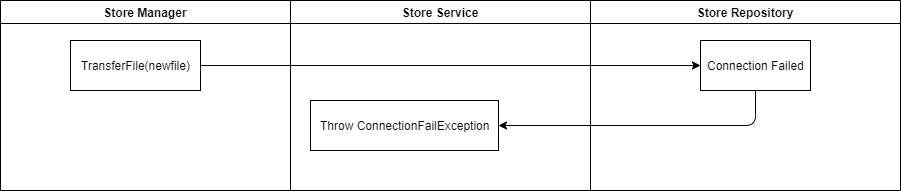 Store Manager
Store Service
Store Repository
TransferFile(newfile)
Connection Failed
Throw ConnectionFailException